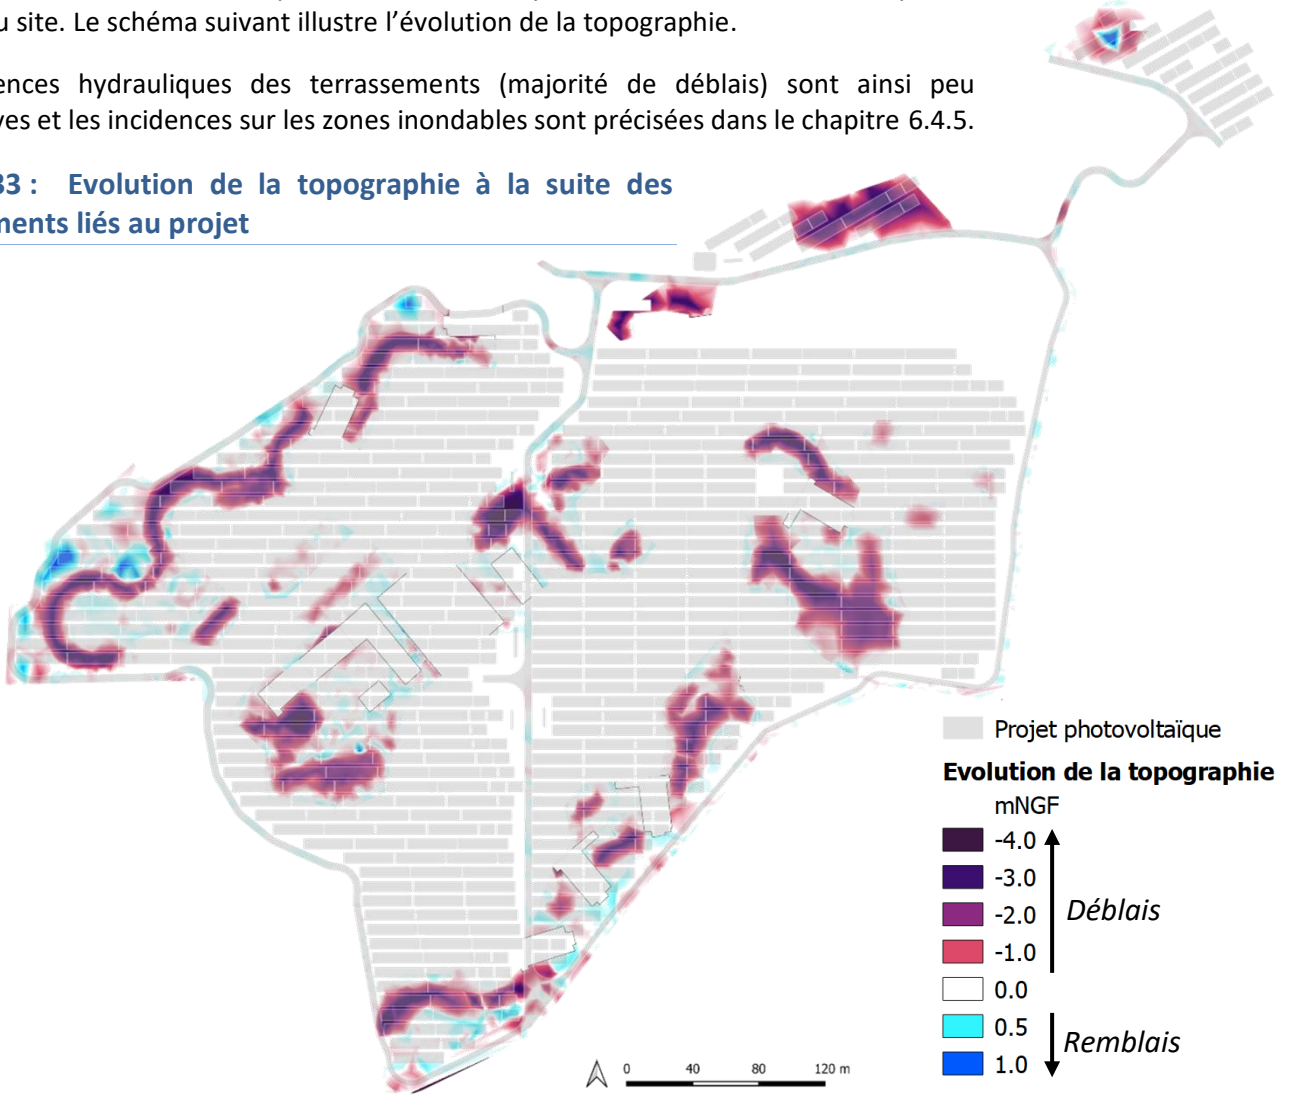 u site. Le schéma suivant illustre l’évolution de la topographie.
ences hydrauliques des terrassements (majorité de déblais) sont ainsi peu
ves et les incidences sur les zones inondables sont précisées dans le chapitre 6.4.5.
33 : Evolution de la topographie à la suite des
ments liés au projet
Projet photovoltaïque
Evolution de la topographie
mNGF
-4.0
-3.0
-2.0
-1.0
0.0
0.5
1.0
Déblais
Remblais
0 40 80 120 m